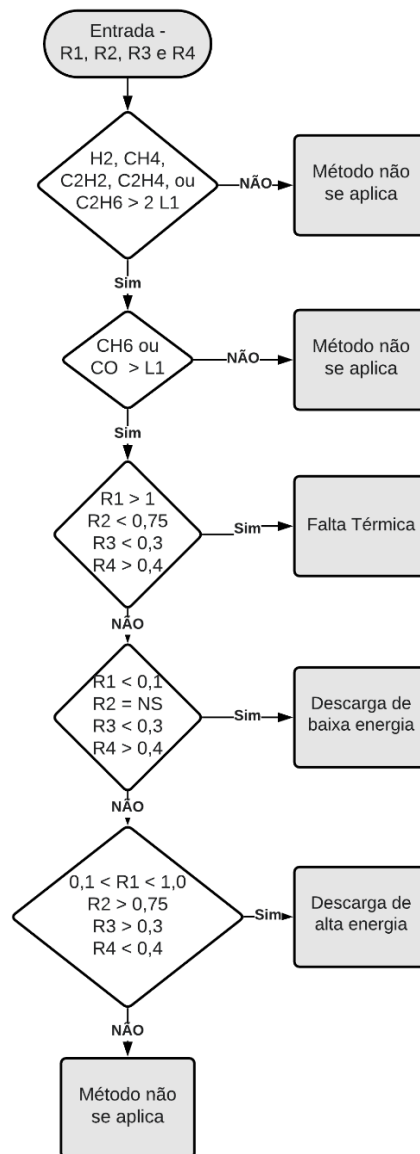 Entrada -
R1, R2, R3 e R4
H2, CH4,
C2H2, C2H4, ou
C2H6 > 2 L1
NÃO
Método não
se aplica
Sim
CH6 ou
CO > L1
NÃO
Método não
se aplica
Sim
R1 > 1
R2 < 0,75
R3 < 0,3
R4 > 0,4
Sim
Falta Térmica
NÃO
R1 < 0,1
R2 = NS
R3 < 0,3
R4 > 0,4
Sim
Descarga de
baixa energia
NÃO
0,1 < R1 < 1,0
R2 > 0,75
R3 > 0,3
R4 < 0,4
Sim
Descarga de
alta energia
NÃO
Método não
se aplica